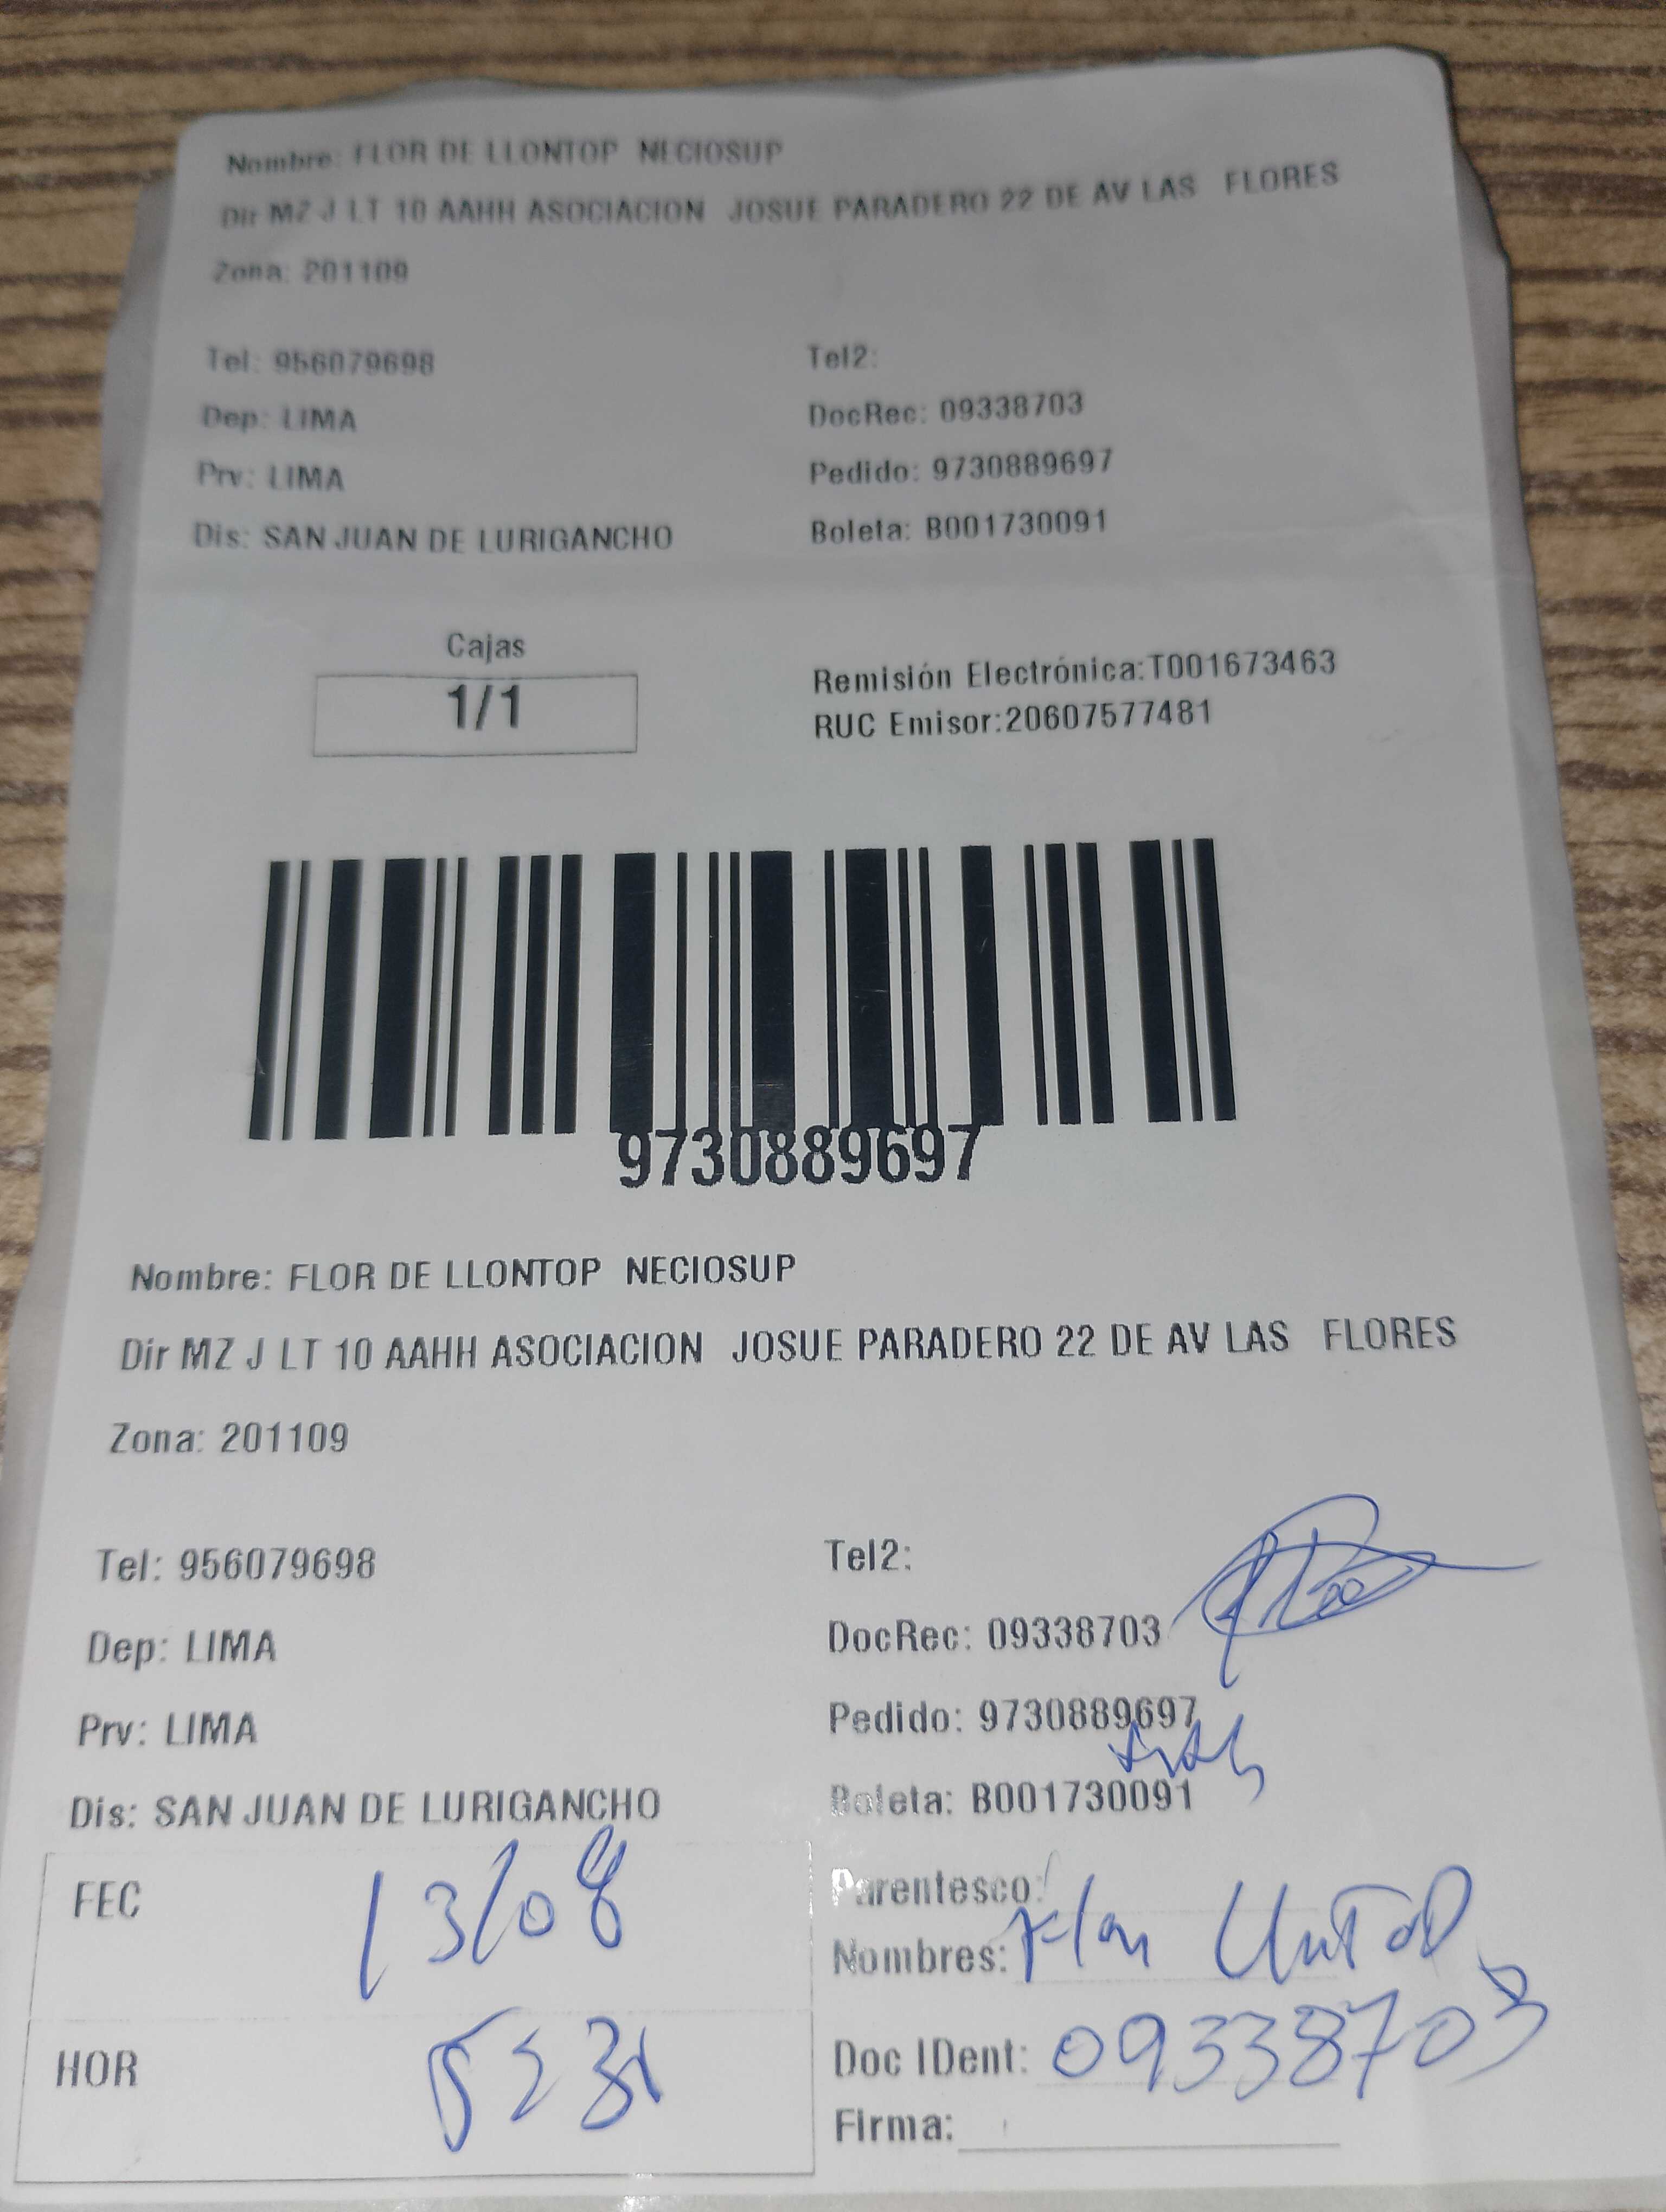 Nombre: FLOR DE LLONTOP NECIOSUP
Dir MZ J LT 10 AAHH ASOCIACION JOSUE PARADERO 22 DE AV LAS FLORES
Zona: 201109
Tel: 956079698 Tel2:
Dep: LIMA DocRec: 09338703
Prv: LIMA Pedido: 9730889697
Dis: SAN JUAN DE LURIGANCHO Boleta: B001730091
Cajas
1/1
Remisión Electrónica:T001673463
RUC Emisor:20607577481
9730889697
Nombre: FLOR DE LLONTOP NECIOSUP
Dir MZ J LT 10 AAHH ASOCIACION JOSUE PARADERO 22 DE AV LAS FLORES
Zona: 201109
Tel: 956079698 Tel2:
Dep: LIMA DocRec: 09338703
Prv: LIMA Pedido: 9730889697
Dis: SAN JUAN DE LURIGANCHO Boleta: B001730091
FEC 13/08
HOR
Parentesco:
Nombres: Flor
Doc IDent: 09338703
Firma: